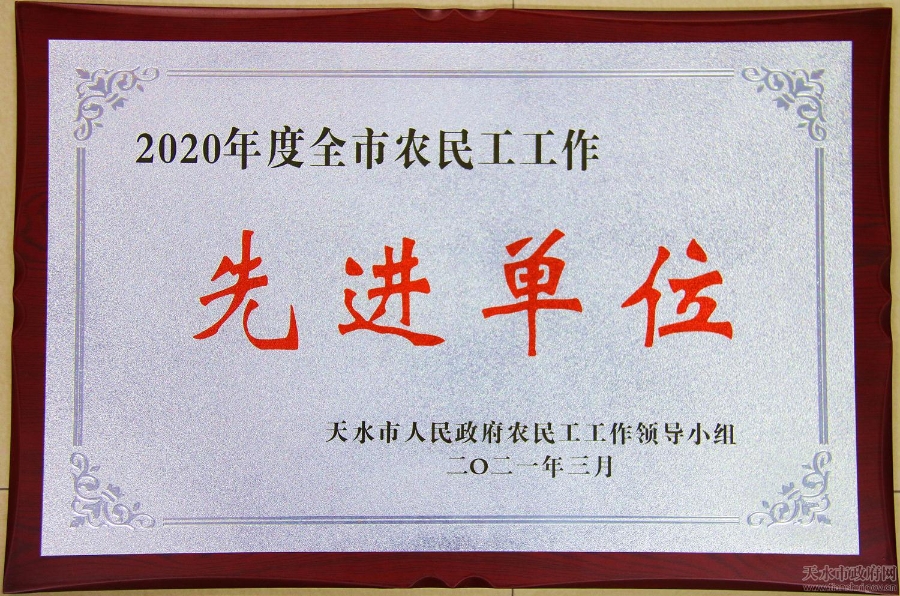 2020年度全市农民工工作
先进单位
天水市人民政府农民工工作领导小组
二〇二一年三月
天水市政府网